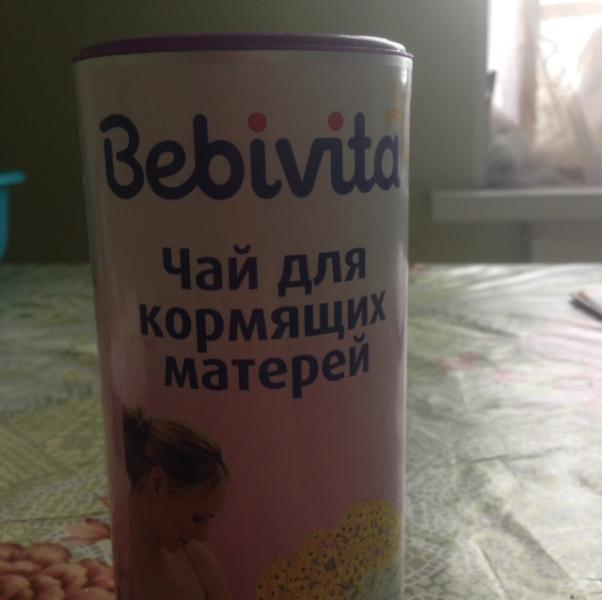 Bebivita
Чай для
кормящих
матерей